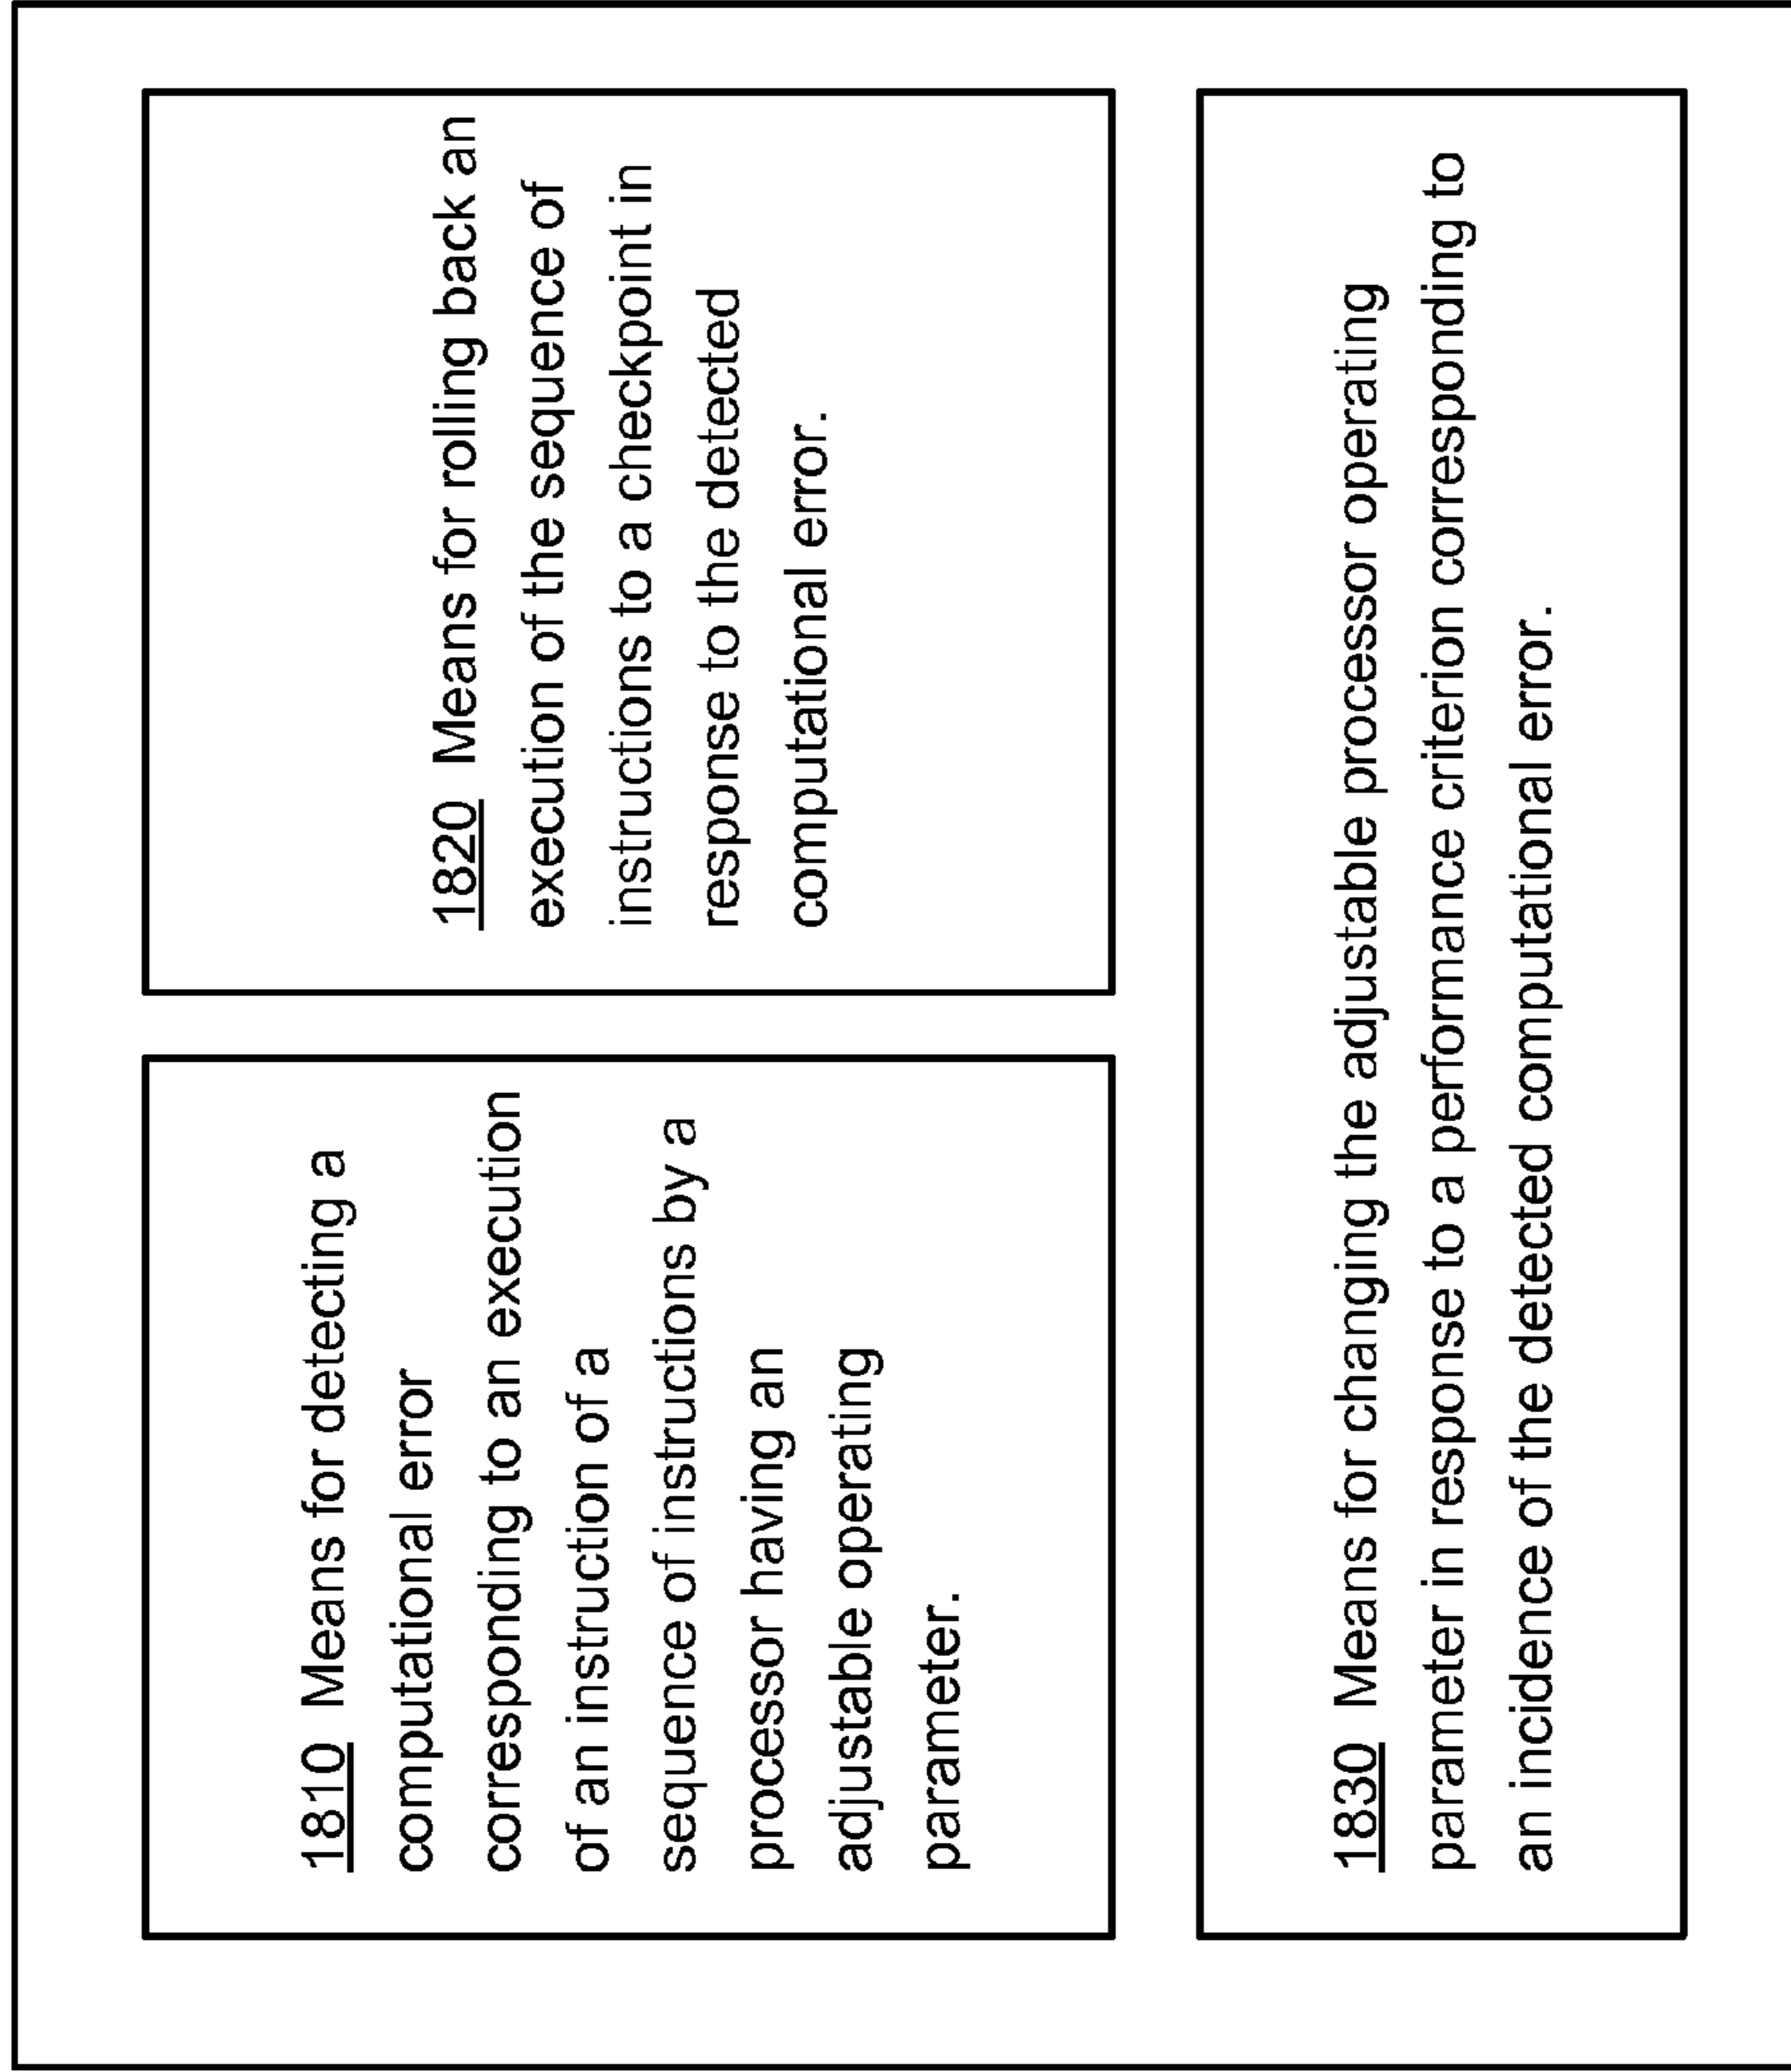 1810 Means for detecting a
computational error
corresponding to an execution
of an instruction of a
sequence of instructions by a
processor having an
adjustable operating
parameter.
1820 Means for rolling back an
execution of the sequence of
instructions to a checkpoint in
response to the detected
computational error.
1830 Means for changing the adjustable processor operating
parameter in response to a performance criterion corresponding to
an incidence of the detected computational error.